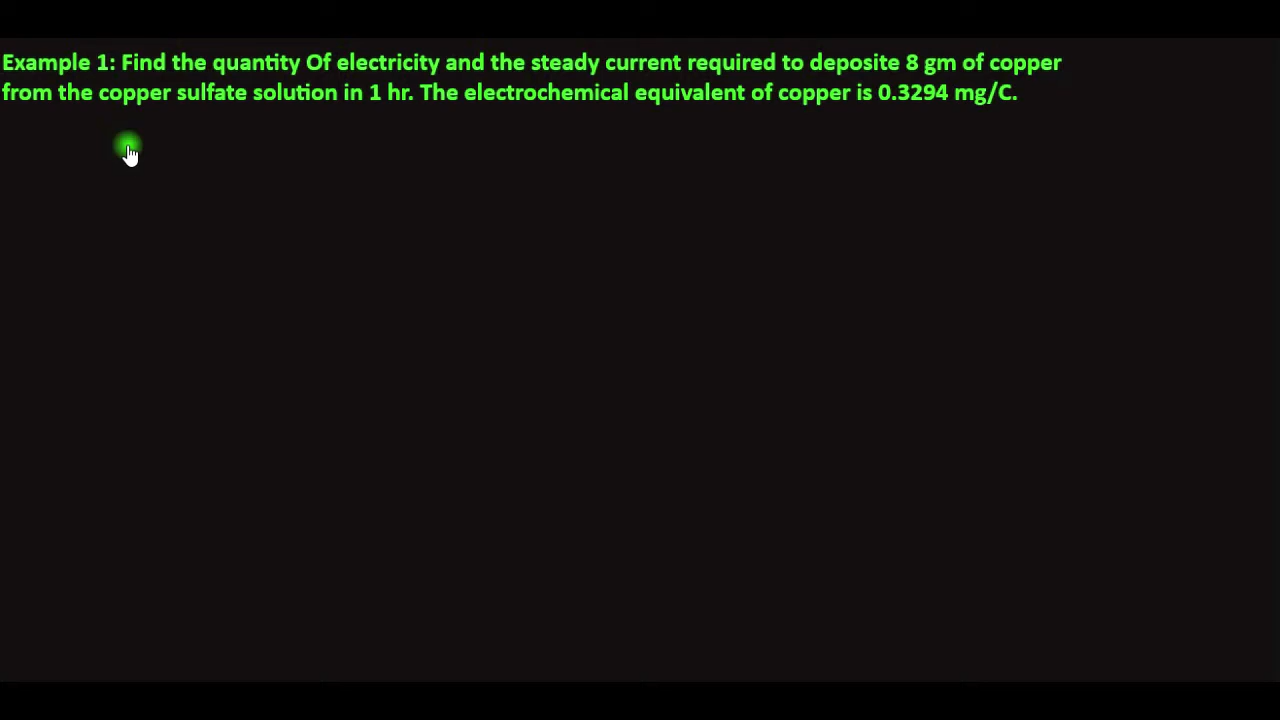 Example 1: Find the quantity Of electricity and the steady current required to deposite 8 gm of copper
from the copper sulfate solution in 1 hr. The electrochemical equivalent of copper is 0.3294 mg/C.